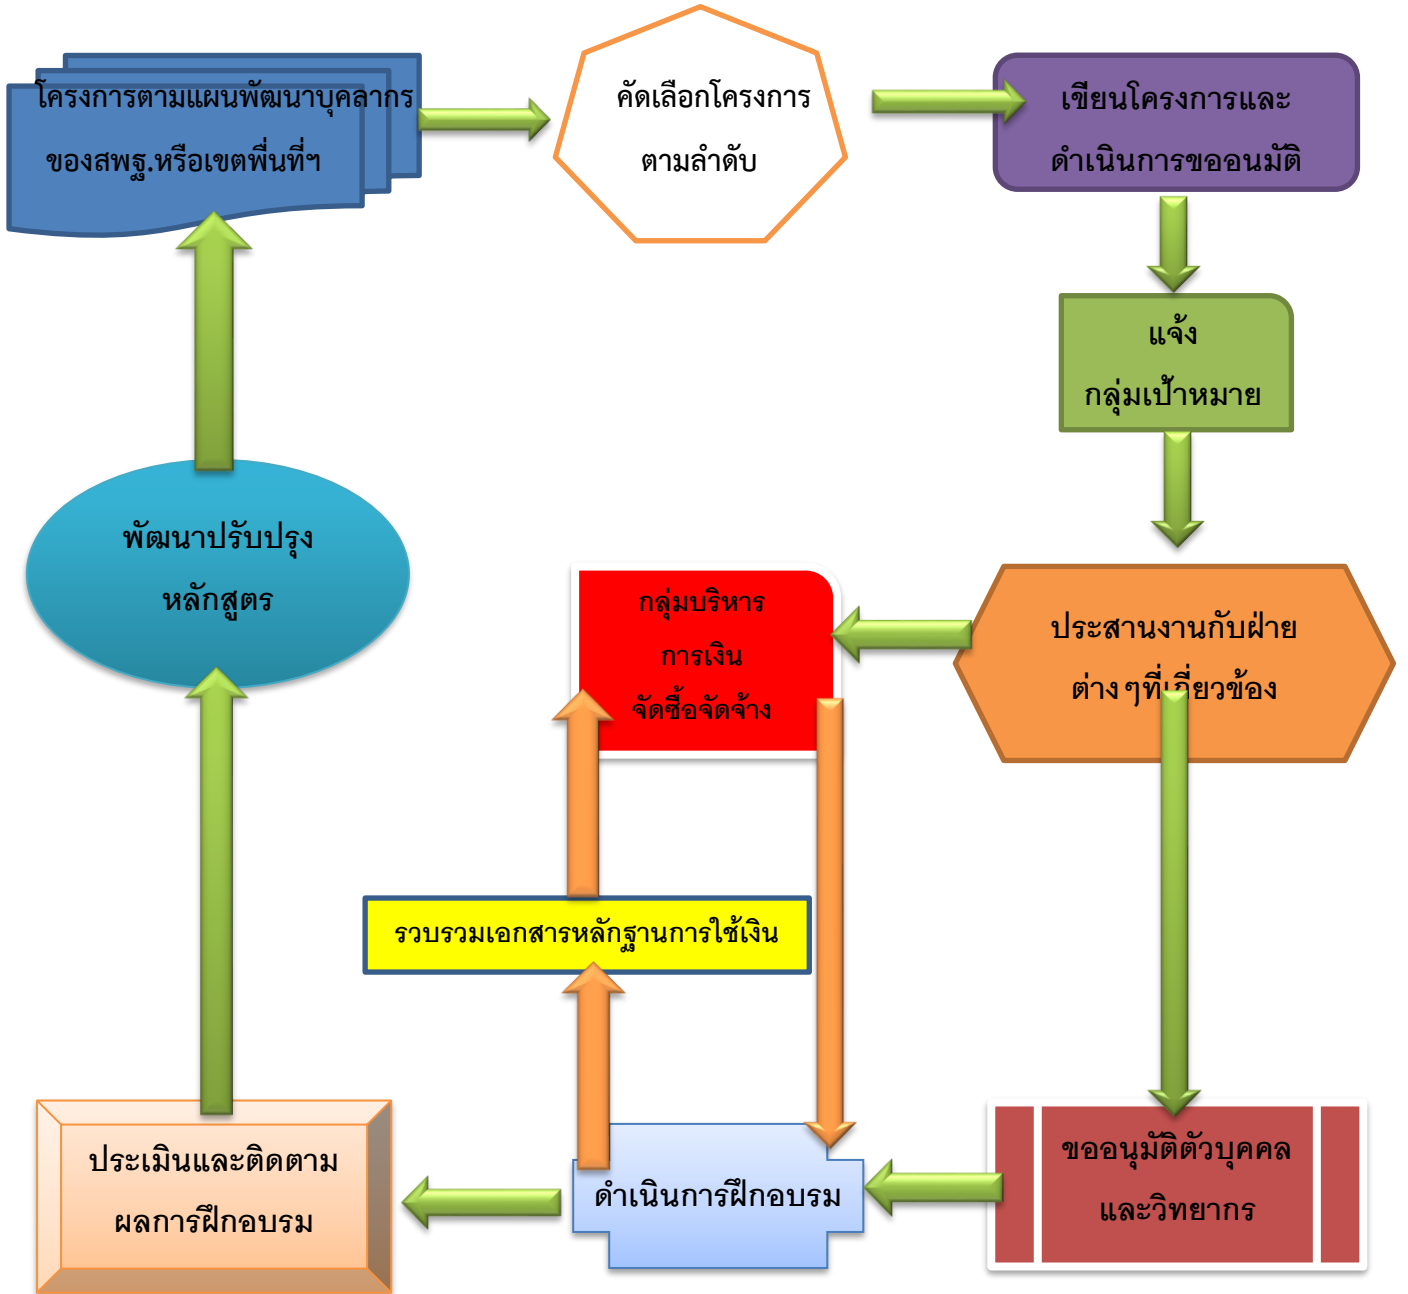 โครงการตามแผนพัฒนาบุคลากร
ของสพฐ.หรือเขตพื่นที่ฯ
คัดเลือกโครงการ
ตามลำดับ
เขียนโครงการและ
ดำเนินการขออนมัติ
แจ้ง
กลุ่มเป้าหมาย
ประสานงานกับฝ่าย
ต่าง ๆที่เกี่ยวข้อง
กลุ่มบริหาร
การเงิน
จัดซื้อจัดจ้าง
พัฒนาปรับปรุง
หลักสูตร
รวบรวมเอกสารหลักฐานการใช้เงิน
ขออนุมัติตัวบุคคล
และวิทยากร
ดำเนินการฝึกอบรม
ประเมินและติดตาม
ผลการฝึกอบรม